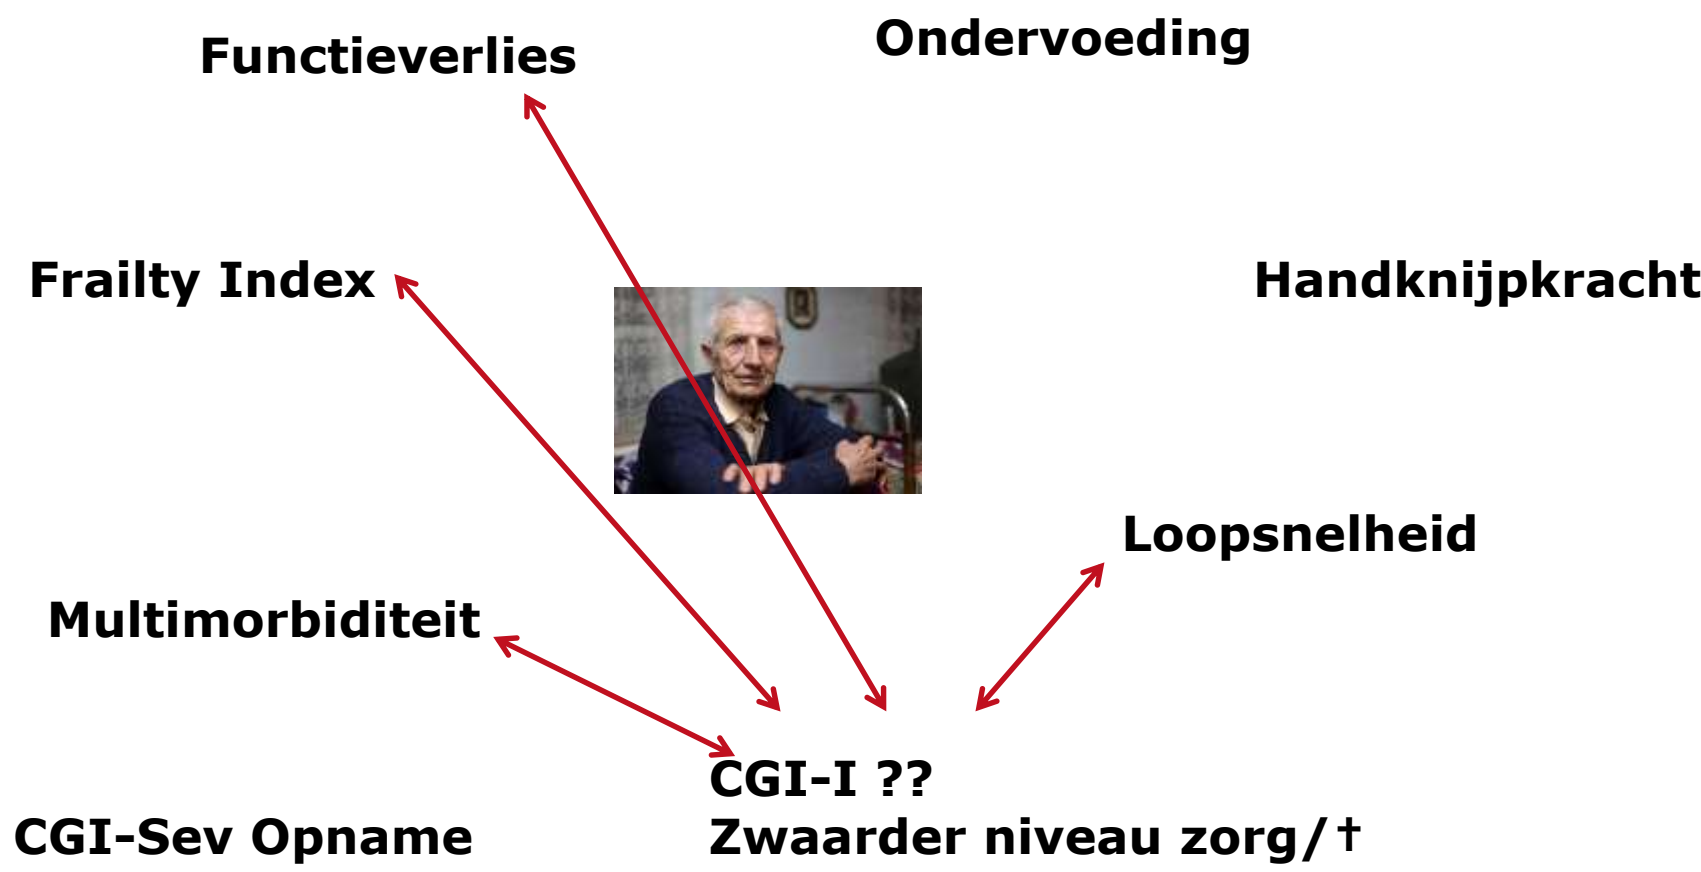 Functieverlies
Ondervoeding
Frailty Index
Handknijpkracht
Loopsnelheid
Multimorbiditeit
CGI-I ??
CGI-Sev Opname
Zwaarder niveau zorg/†